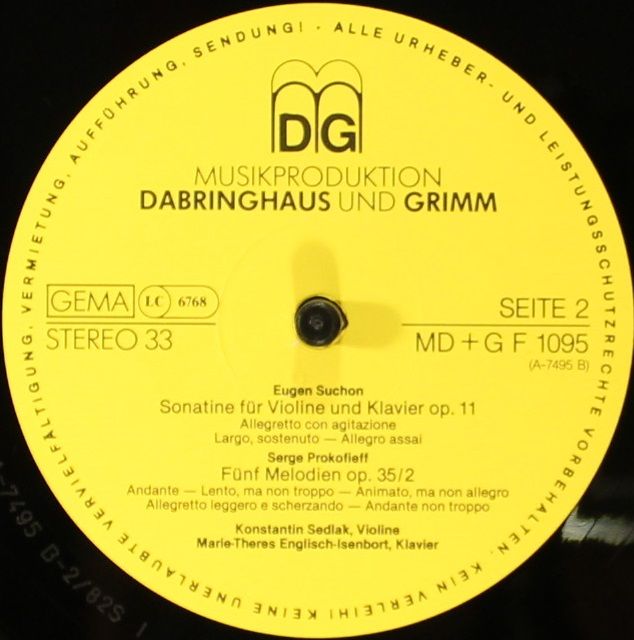 ALLE URHEBER- UND LEISTUNGSSCHUTZRECHTE VORBEHALTEN. KEIN VERLEIH! KEINE UNERLAUBTE VERVIELFÄLTIGUNG, VERMIETUNG, AUFFÜHRUNG, SENDUNG! ·
DG
MUSIKPRODUKTION
DABRINGHAUS UND GRIMM
GEMA LC 6768
STEREO 33
SEITE 2
MD + G F 1095
(A-7495 B)
Eugen Suchon
Sonatine für Violine und Klavier op. 11
Allegretto con agitazione
Largo, sostenuto — Allegro assai
Serge Prokofieff
Fünf Melodien op. 35/2
Andante — Lento, ma non troppo — Animato, ma non allegro
Allegretto leggero e scherzando — Andante non troppo
Konstantin Sedlak, Violine
Marie-Theres Englisch-Isenbort, Klavier
A-7495 B-2/82S 1